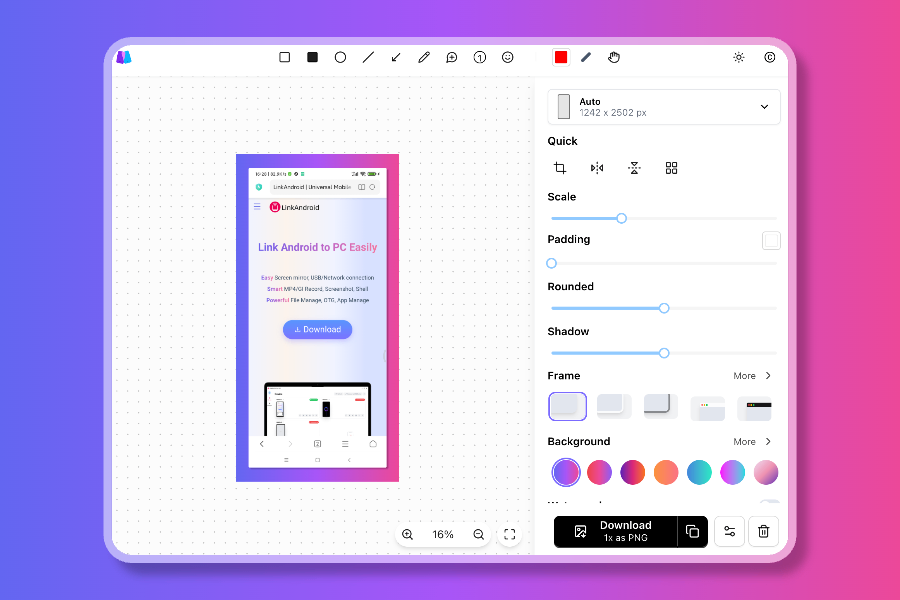 Auto
1242 x 2502 px
Quick
Scale
Padding
Rounded
Shadow
Frame More
Background More
Download
1x as PNG
16%
LinkAndroid | Universal Mobile
LinkAndroid
Link Android to PC Easily
Easy Screen mirror, USB/Network connection
Smart MP4/GI Record, Screenshot, Shell
Powerful File Manage, OTG, App Manage
Download